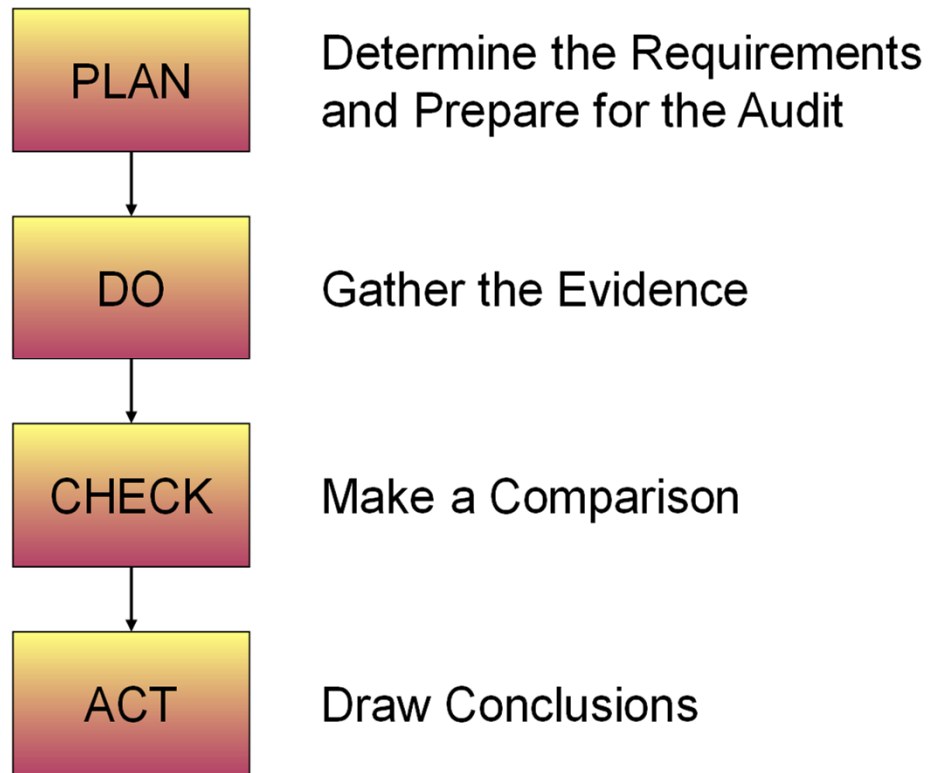 PLAN
Determine the Requirements
and Prepare for the Audit
DO
Gather the Evidence
CHECK
Make a Comparison
ACT
Draw Conclusions